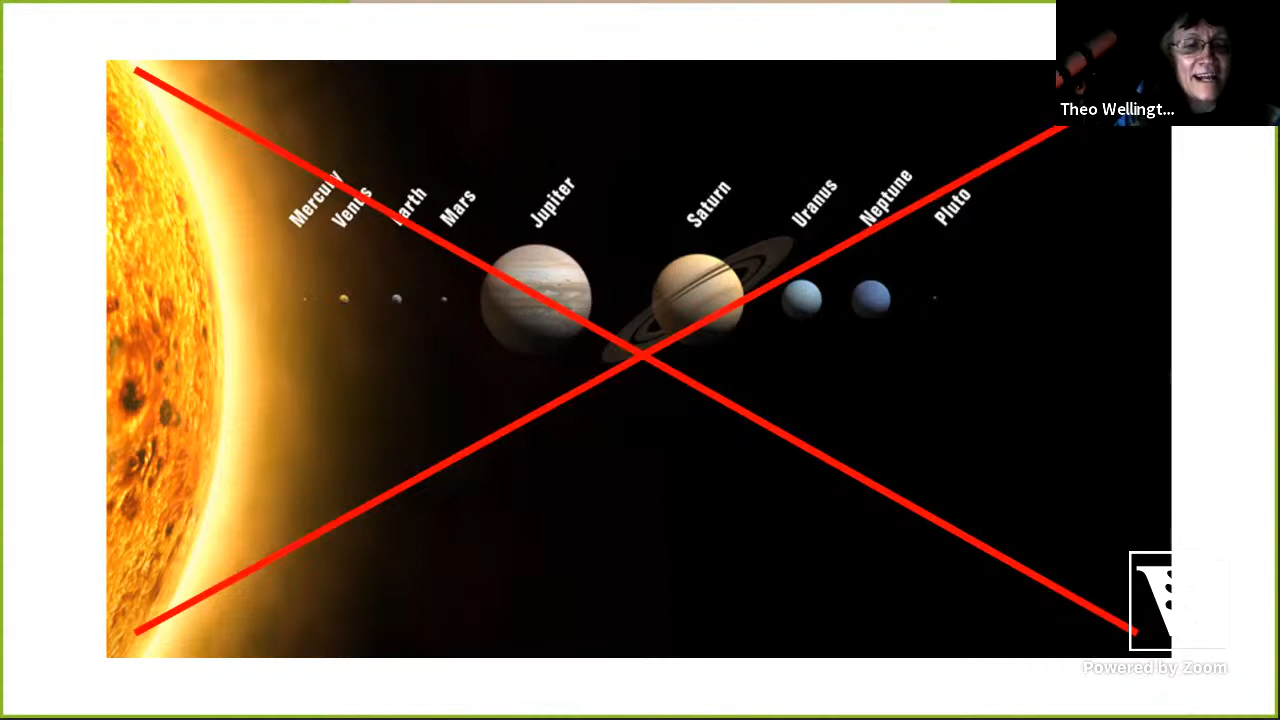 Theo Wellingt...
Mercury
Venus
Earth
Mars
Jupiter
Saturn
Uranus
Neptune
Pluto
V
Powered by Zoom